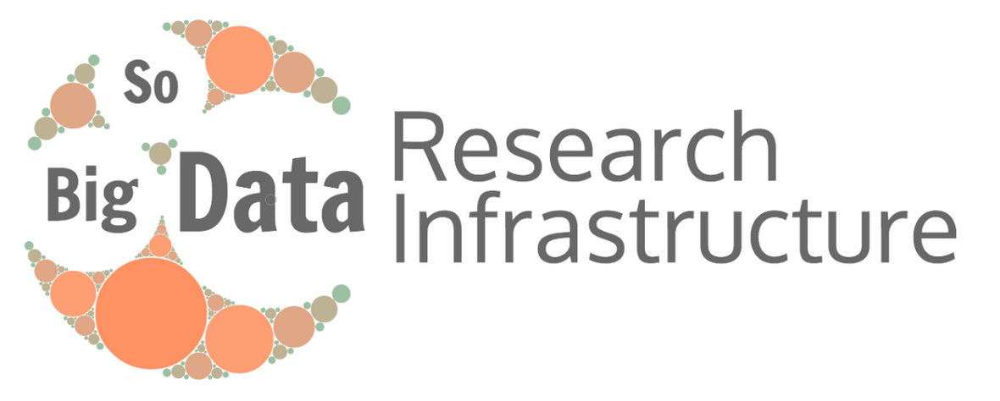 So
Big Data
Research
Infrastructure